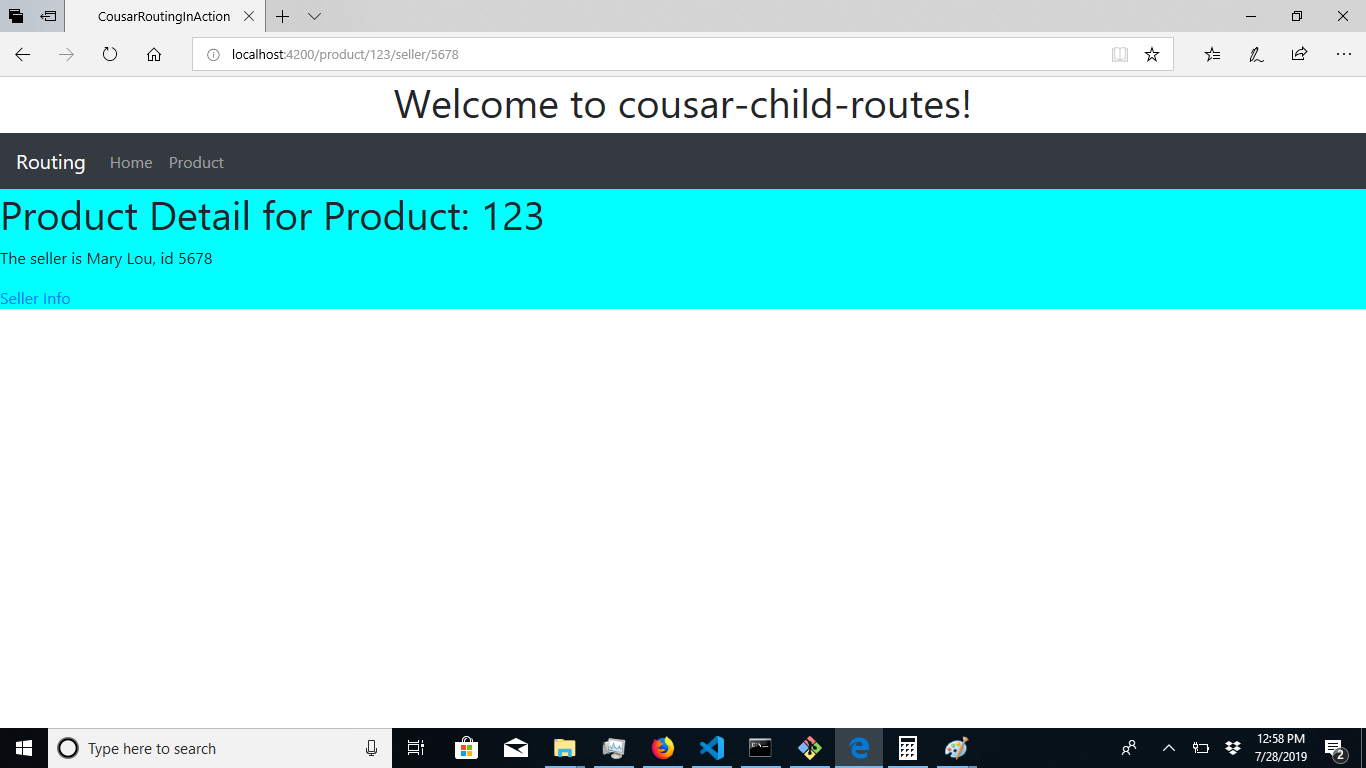 CousarRoutingInAction
localhost:4200/product/123/seller/5678
Welcome to cousar-child-routes!
Routing Home Product
Product Detail for Product: 123
The seller is Mary Lou, id 5678
Seller Info
Type here to search
12:58 PM
7/28/2019
2